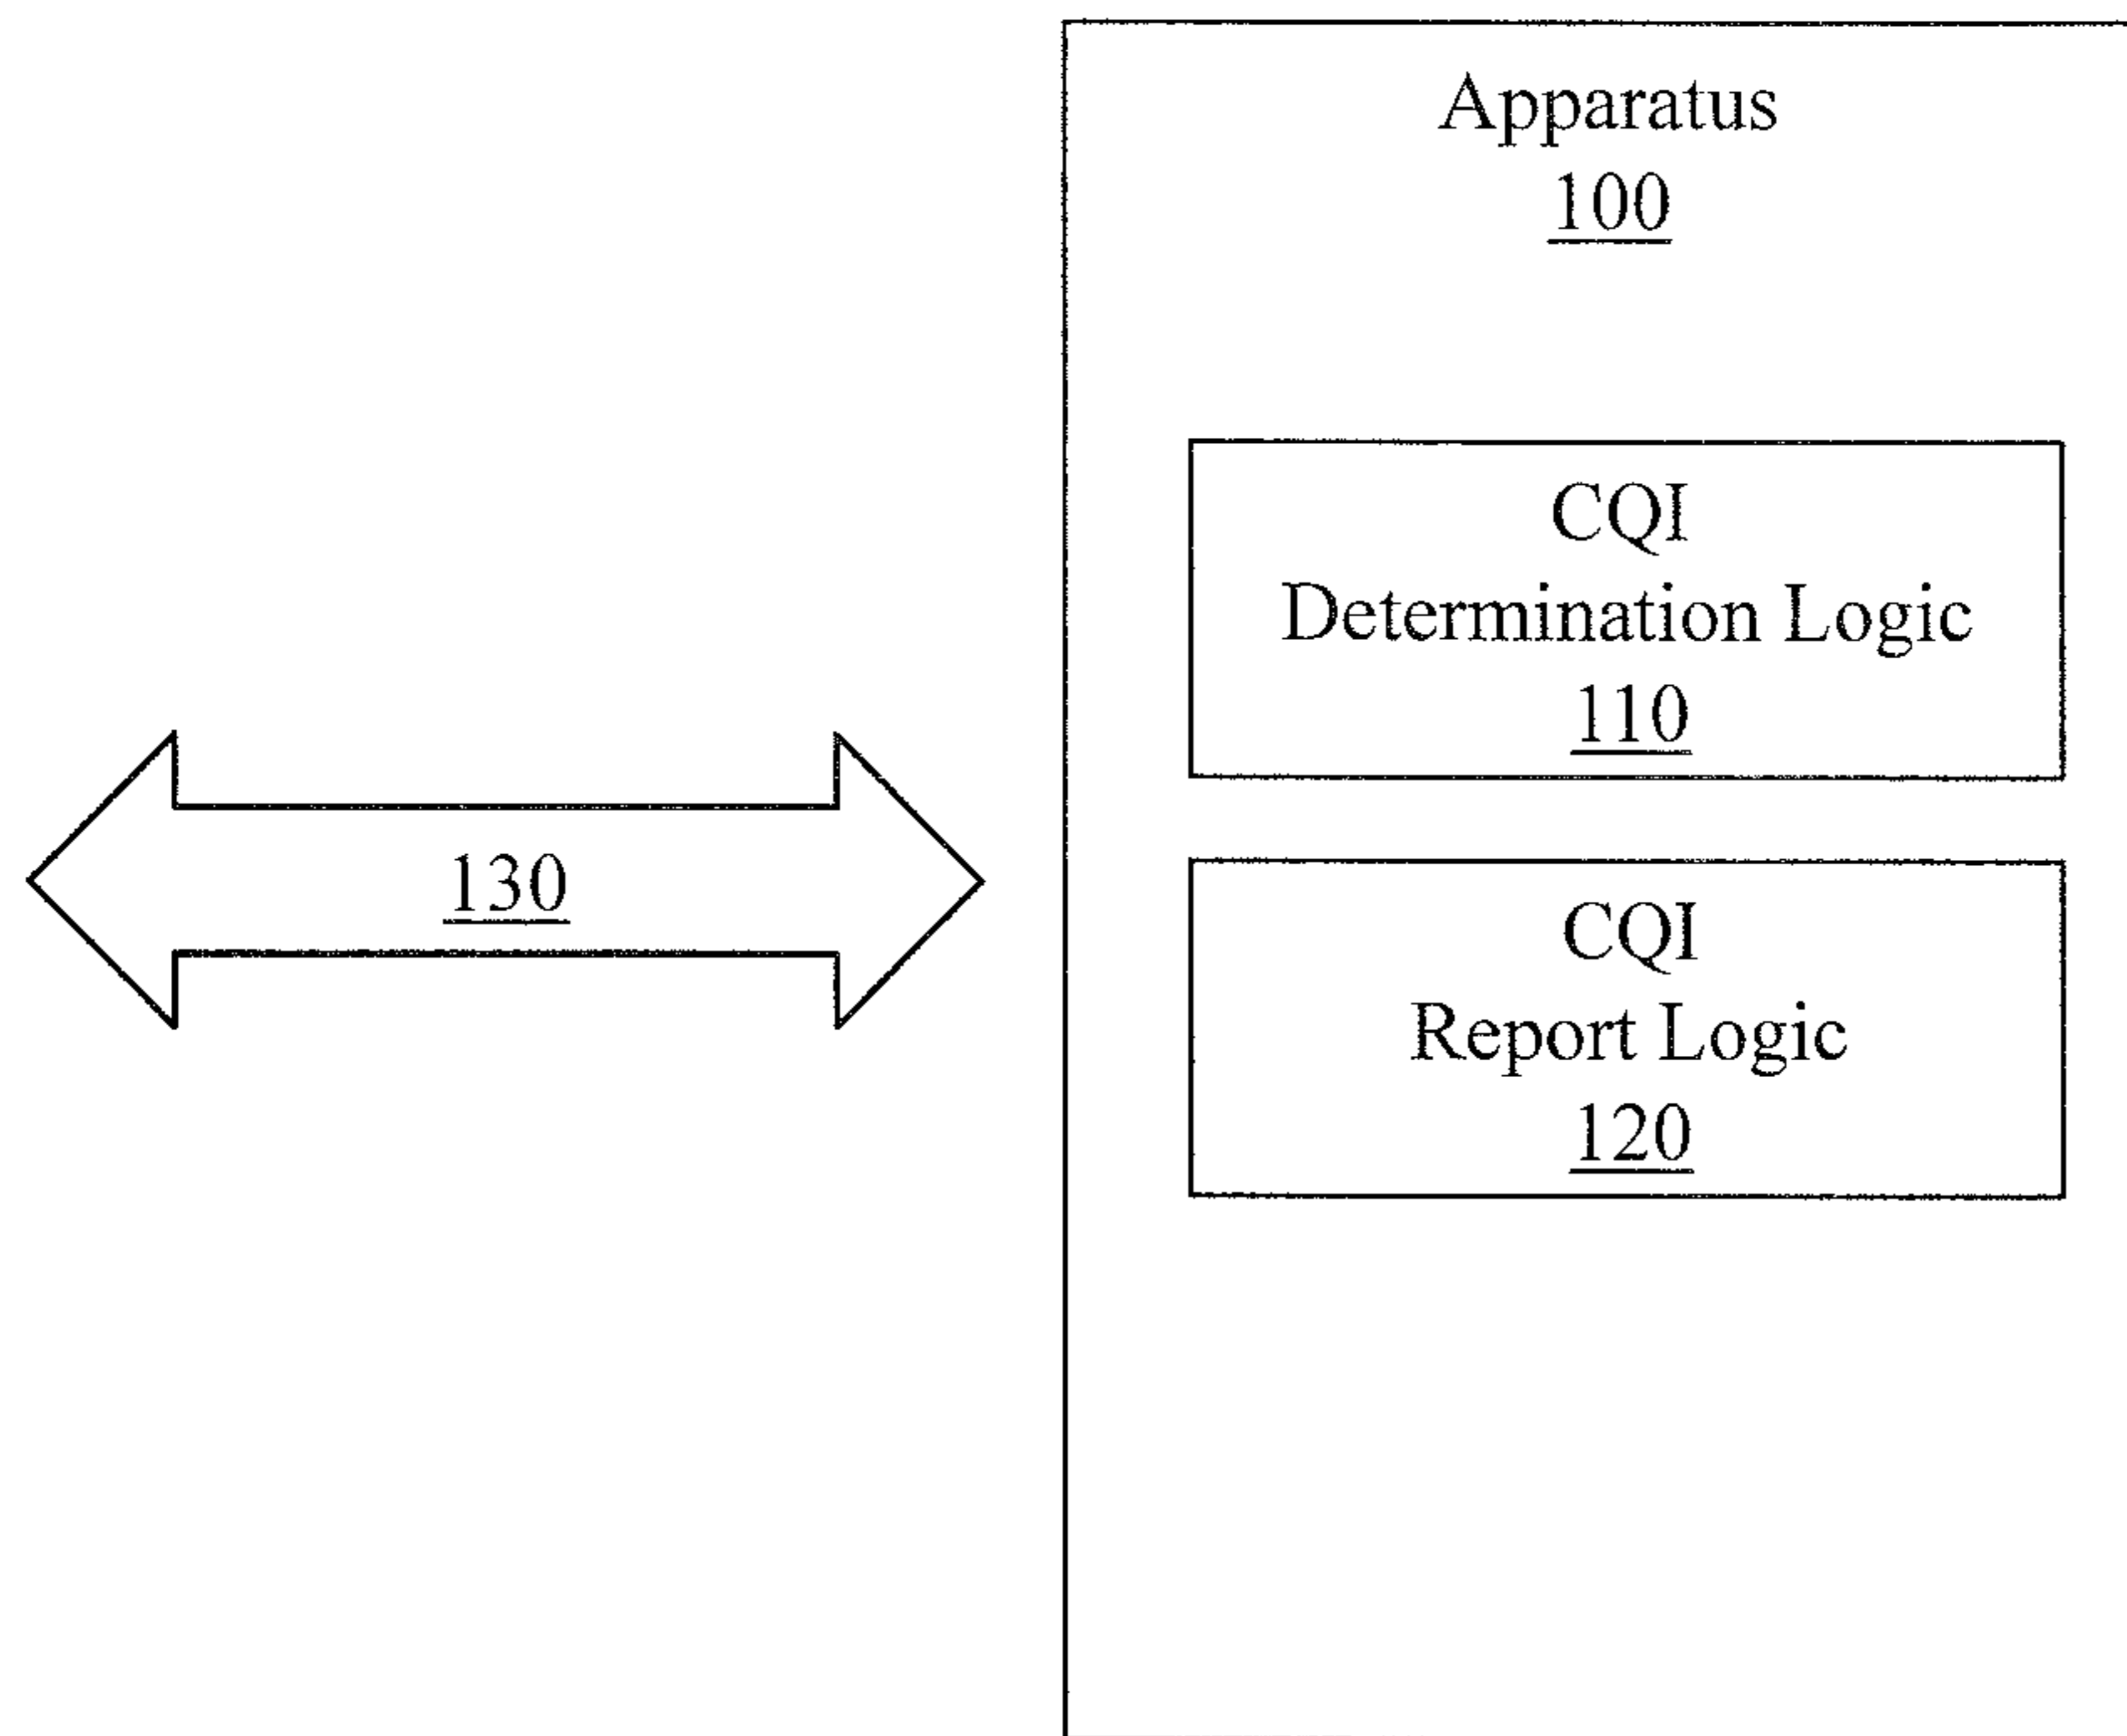 Apparatus
100
CQI
Determination Logic
110
130
CQI
Report Logic
120